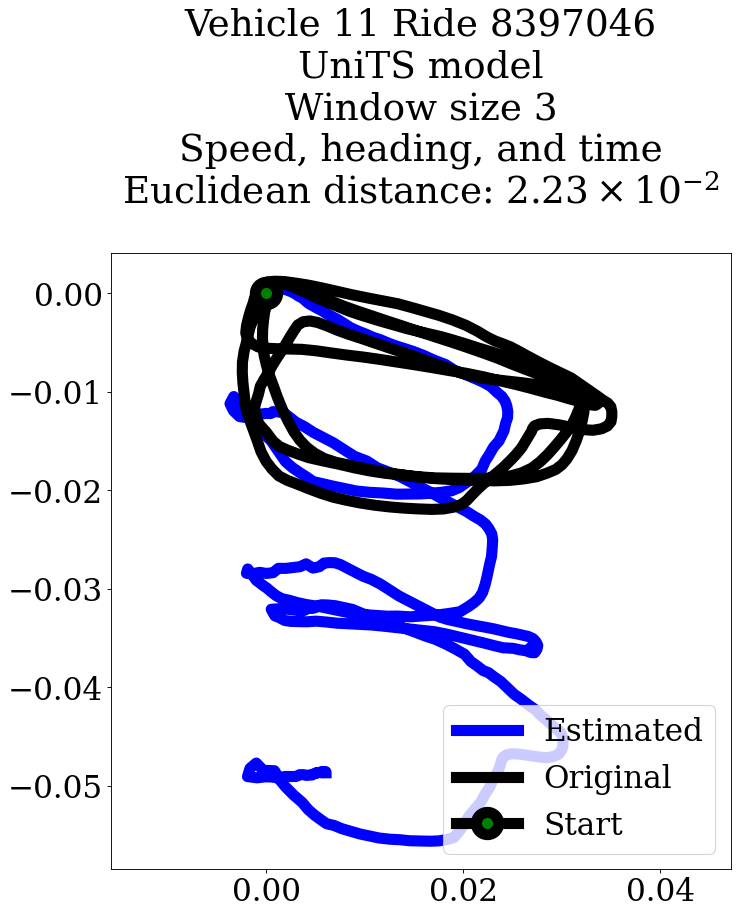 Vehicle 11 Ride 8397046
UniTS model
Window size 3
Speed, heading, and time
Euclidean distance: 2.23 × 10⁻²
0.00
−0.01
−0.02
−0.03
−0.04
−0.05
0.00 0.02 0.04
Estimated
Original
Start